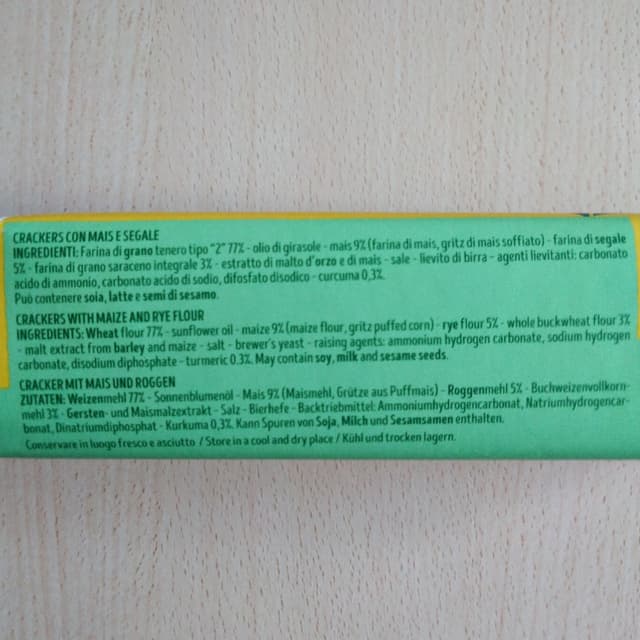 CRACKERS CON MAIS E SEGALE
INGREDIENTI: Farina di grano tenero tipo "2" 77% - olio di girasole - mais 9% (farina di mais, gritz di mais soffiato) - farina di segale
5% - farina di grano saraceno integrale 3% - estratto di malto d'orzo e di mais - sale - lievito di birra - agenti lievitanti: carbonato
acido di ammonio, carbonato acido di sodio, difosfato disodico - curcuma 0,3%.
Può contenere soia, latte e semi di sesamo.
CRACKERS WITH MAIZE AND RYE FLOUR
INGREDIENTS: Wheat flour 77% - sunflower oil - maize 9% (maize flour, gritz puffed corn) - rye flour 5% - whole buckwheat flour 3%
- malt extract from barley and maize - salt - brewer's yeast - raising agents: ammonium hydrogen carbonate, sodium hydrogen
carbonate, disodium diphosphate - turmeric 0.3%. May contain soy, milk and sesame seeds.
CRACKER MIT MAIS UND ROGGEN
ZUTATEN: Weizenmehl 77% - Sonnenblumenöl - Mais 9% (Maismehl, Grütze aus Puffmais) - Roggenmehl 5% - Buchweizenvollkorn-
mehl 3% - Gersten- und Maismalzextrakt - Salz - Bierhefe - Backtriebmittel: Ammoniumhydrogencarbonat, Natriumhydrogencar-
bonat, Dinatriumdiphosphat - Kurkuma 0,3%. Kann Spuren von Soja, Milch und Sesamsamen enthalten.
Conservare in luogo fresco e asciutto / Store in a cool and dry place / Kühl und trocken lagern.